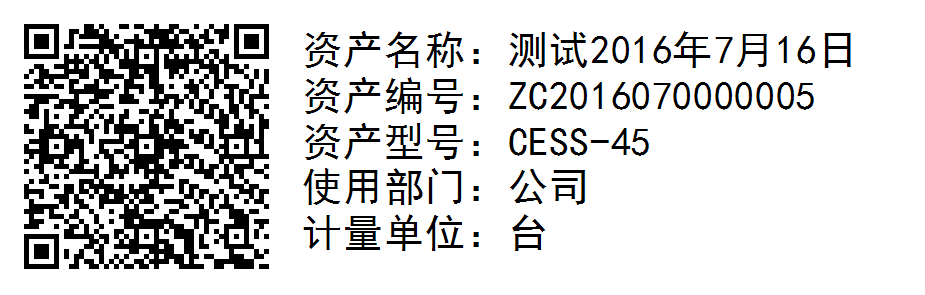 资产名称：测试2016年7月16日
资产编号：ZC2016070000005
资产型号：CESS-45
使用部门：公司
计量单位：台